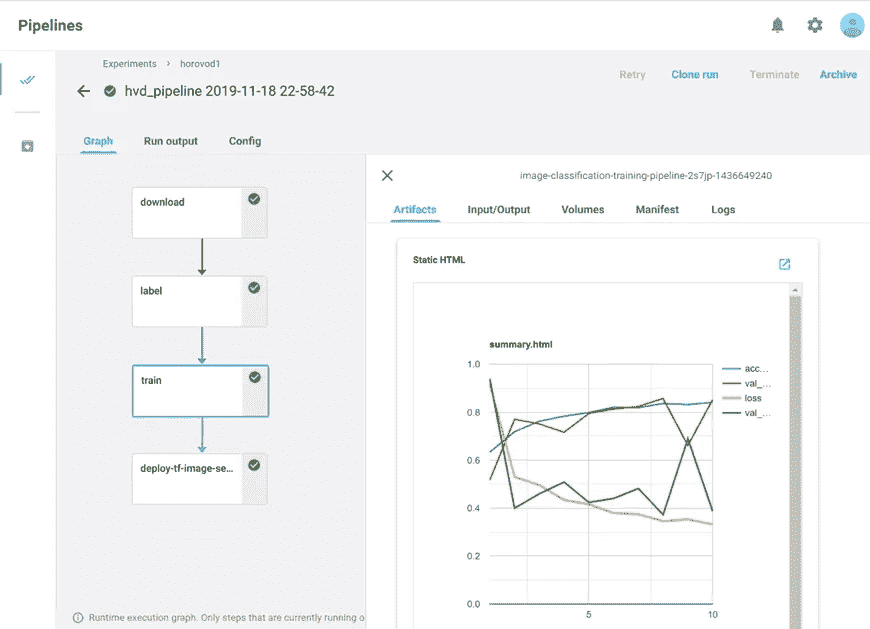 Pipelines
Experiments > horovod1
Retry Clone run Terminate Archive
hvd_pipeline 2019-11-18 22-58-42
Graph Run output Config
image-classification-training-pipeline-2s7jp-1436649240
Artifacts Input/Output Volumes Manifest Logs
download
label
train
deploy-tf-image-se...
Static HTML
summary.html
1.0
0.8
0.6
0.4
0.2
0.0
5 10
acc...
val_...
loss
val_...
Runtime execution graph. Only steps that are currently running o